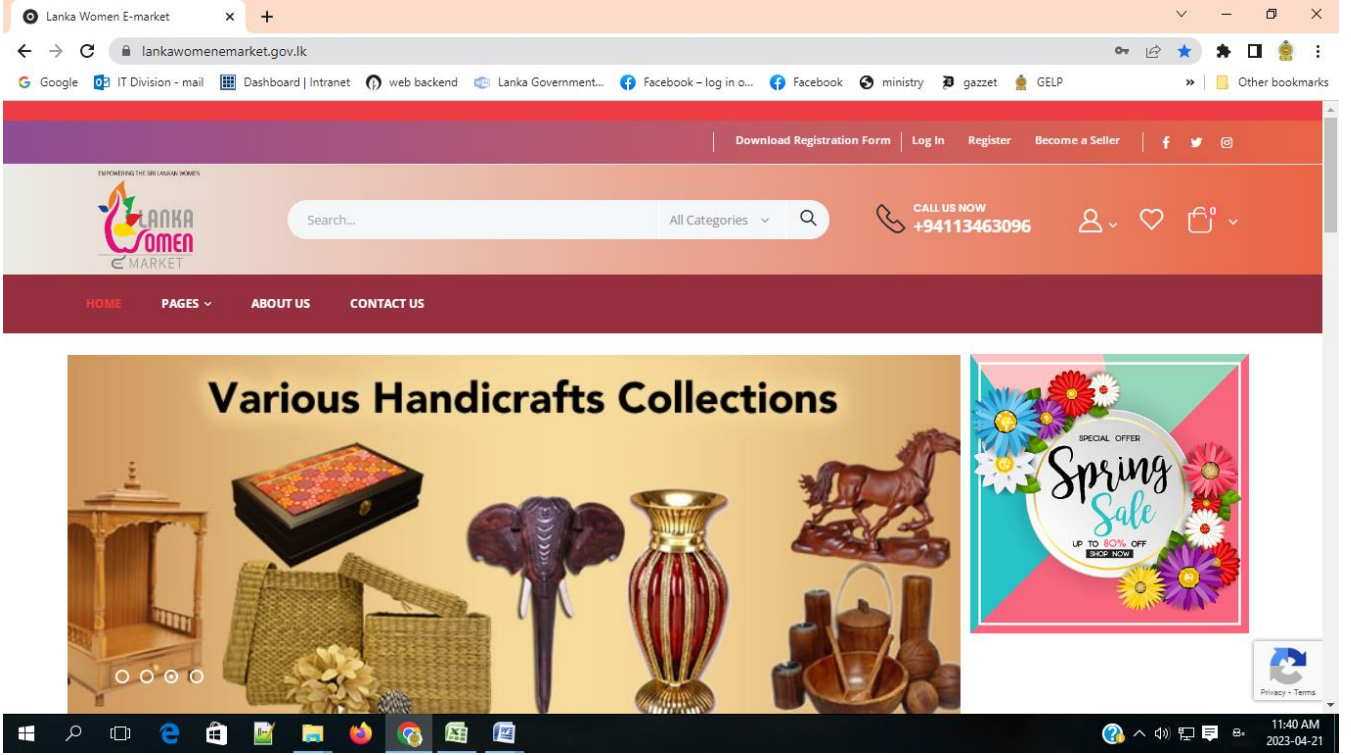 Lanka Women E-market
lankawomenemarket.gov.lk
Google IT Division - mail Dashboard | Intranet web backend Lanka Government... Facebook – log in o... Facebook ministry gazzet GELP » Other bookmarks
Download Registration Form Log In Register Become a Seller
EMPOWERING THE SRI LANKAN WOMEN
LANKA
WOMEN
e MARKET
Search... All Categories
CALL US NOW
+94113463096
0
HOME PAGES ABOUT US CONTACT US
Various Handicrafts Collections
SPECIAL OFFER
Spring
Sale
UP TO 80% OFF
SHOP NOW
Privacy - Terms
11:40 AM
2023-04-21